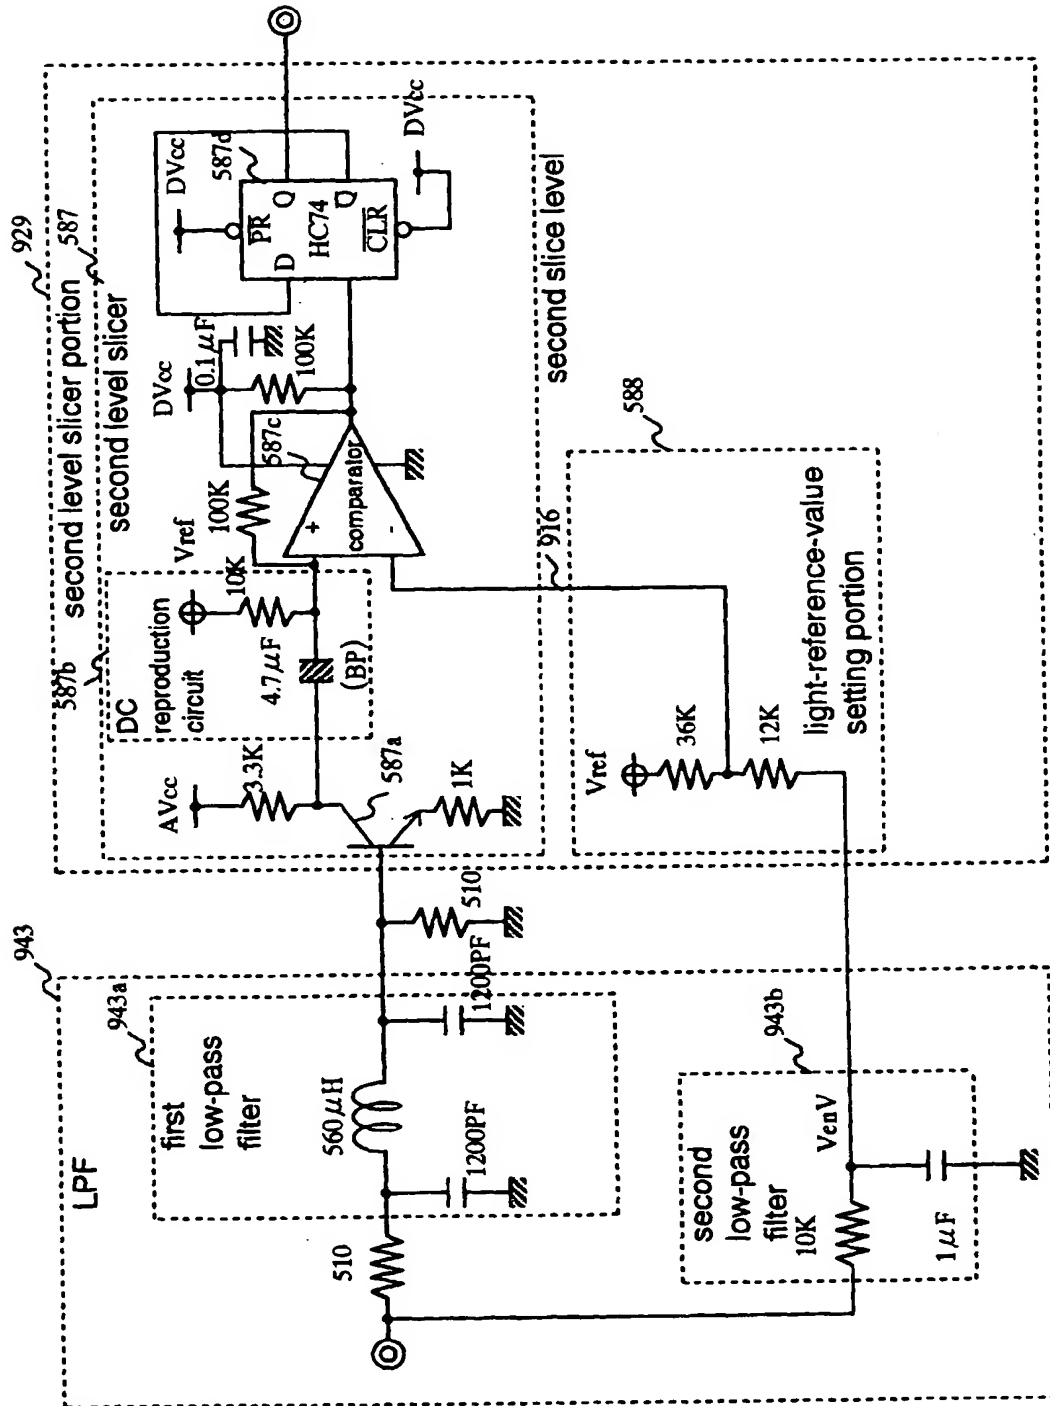 929
second level slicer portion
587
second level slicer
587b
DC
reproduction
circuit
Vref
10K
4.7μF
(BP)
AVcc
3.3K
587a
1K
100K
587c
comparator
+
-
DVcc
0.1μF
100K
DVcc
587d
PR
D
Q
HC74
Q
CLR
DVcc
second slice level
916
588
Vref
36K
12K
light-reference-value
setting portion
943
LPF
943a
first
low-pass
filter
560μH
1200PF
1200PF
510
510
943b
second
low-pass
filter
10K
VenV
1μF